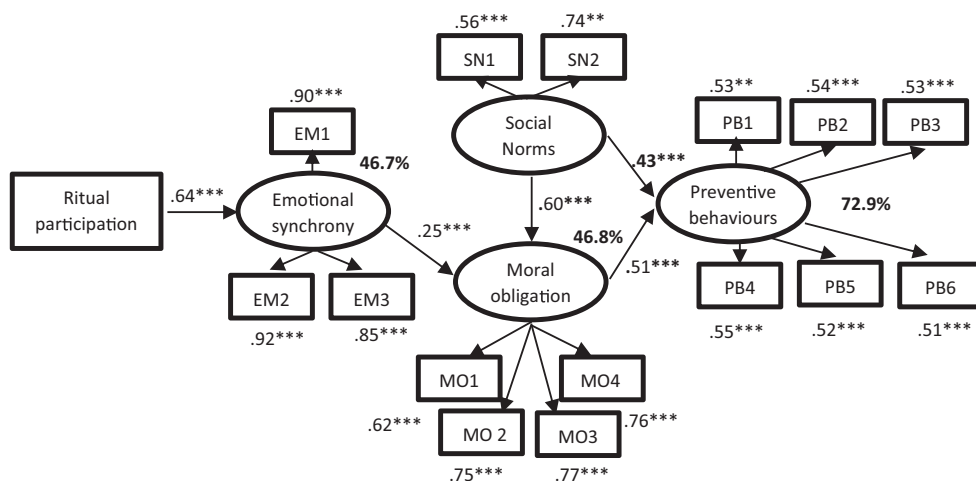 .56***
.74**
SN1
SN2
.90***
EM1
46.7%
Social
Norms
.53**
.54***
.53***
PB1
PB2
PB3
Ritual
participation
.64***
Emotional
synchrony
.43***
Preventive
behaviours
72.9%
.60***
.25***
46.8%
.51***
Moral
obligation
EM2
EM3
.92***
.85***
PB4
PB5
PB6
.55***
.52***
.51***
MO1
MO4
.62***
MO 2
MO3
.76***
.75***
.77***